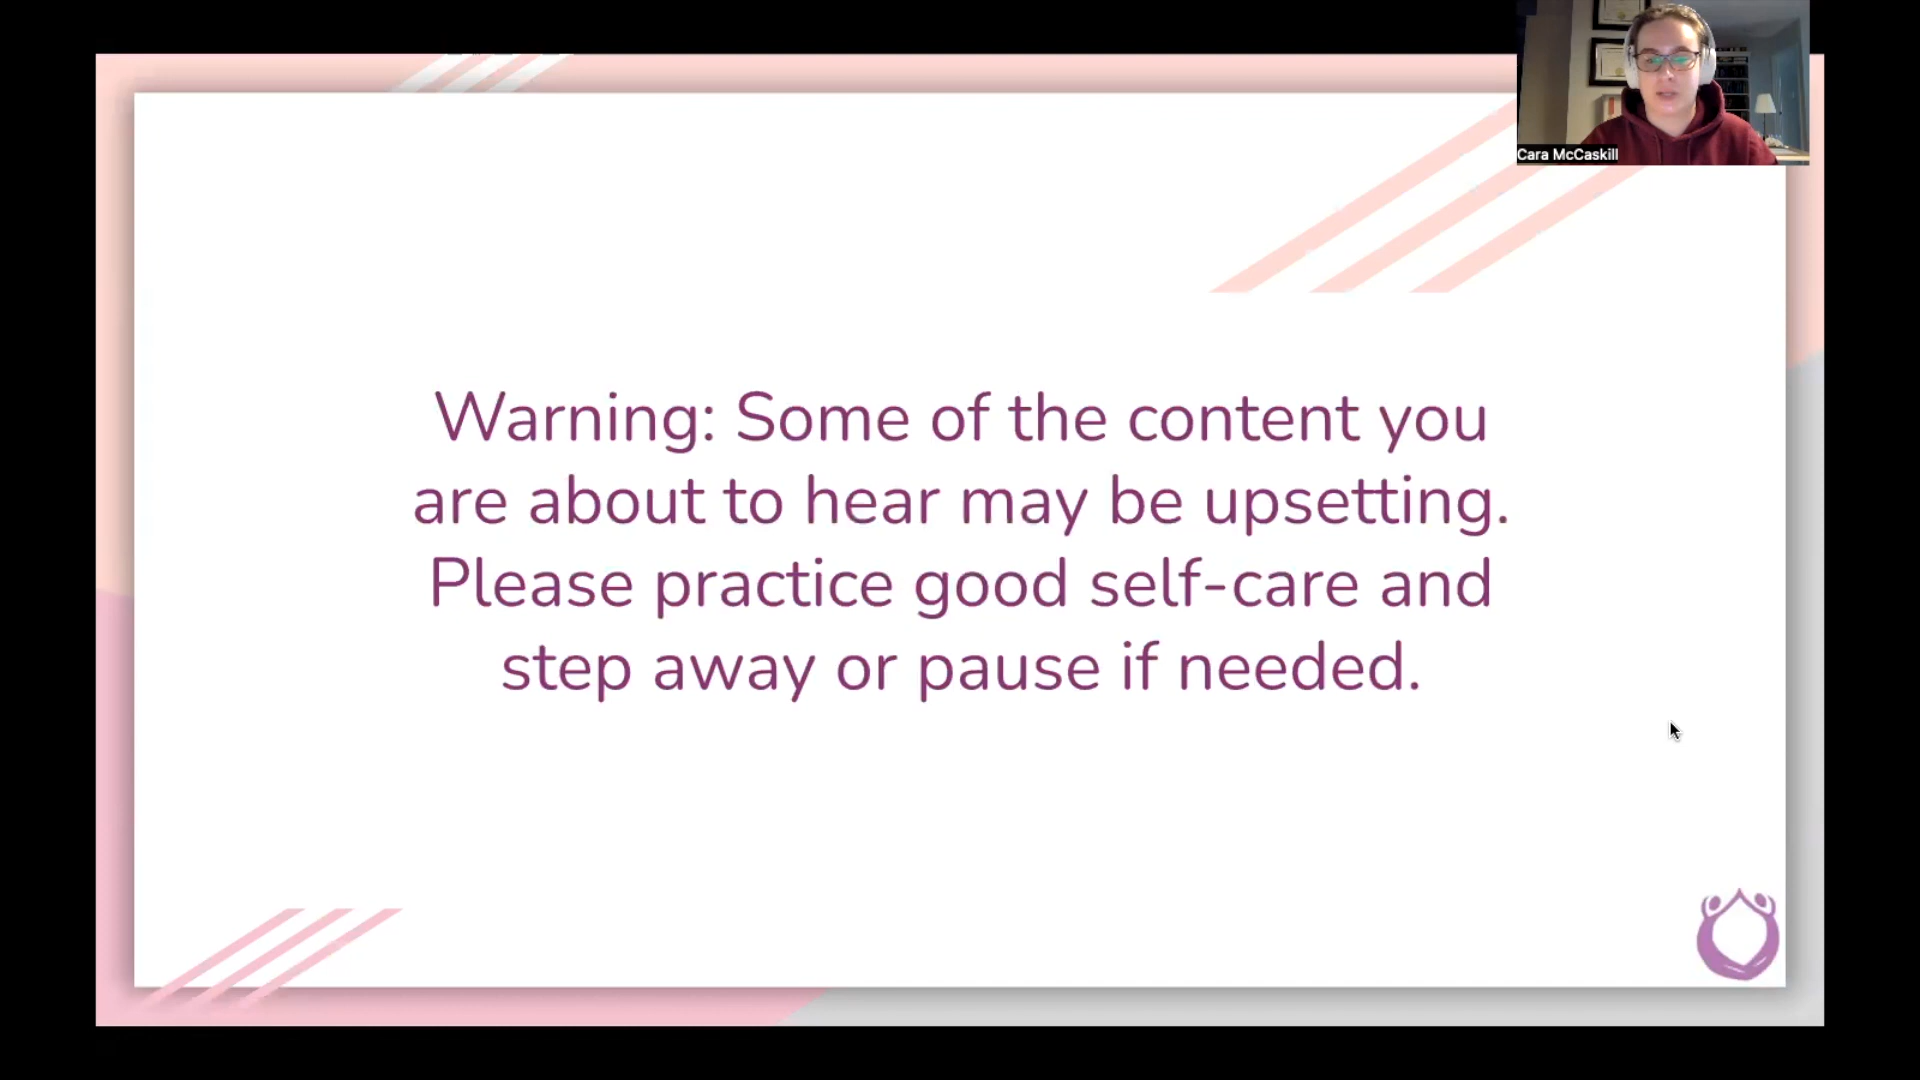 Cara McCaskill
Warning: Some of the content you
are about to hear may be upsetting.
Please practice good self-care and
step away or pause if needed.